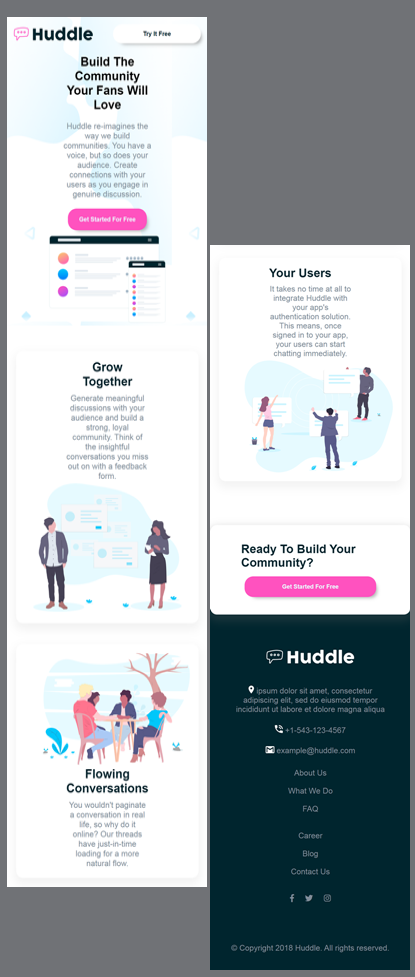 Huddle
Try It Free
Build The
Community
Your Fans Will
Love
Huddle re-imagines the
way we build
communities. You have a
voice, but so does your
audience. Create
connections with your
users as you engage in
genuine discussion.
Get Started For Free
Grow
Together
Generate meaningful
discussions with your
audience and build a
strong, loyal
community. Think of
the insightful
conversations you miss
out on with a feedback
form.
Flowing
Conversations
You wouldn't paginate
a conversation in real
life, so why do it
online? Our threads
have just-in-time
loading for a more
natural flow.
Your Users
It takes no time at all to
integrate Huddle with
your app's
authentication solution.
This means, once
signed in to your app,
your users can start
chatting immediately.
Ready To Build Your
Community?
Get Started For Free
Huddle
ipsum dolor sit amet, consectetur
adipiscing elit, sed do eiusmod tempor
incididunt ut labore et dolore magna aliqua
+1-543-123-4567
example@huddle.com
About Us
What We Do
FAQ
Career
Blog
Contact Us
© Copyright 2018 Huddle. All rights reserved.